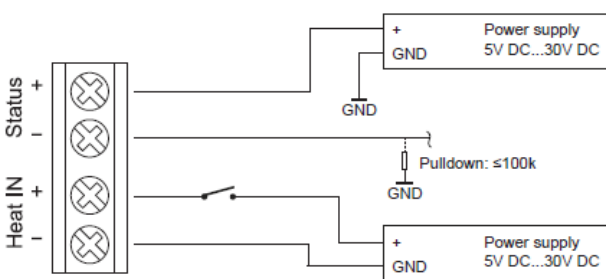 + Power supply
GND 5V DC...30V DC
Status + −
GND
Pulldown: ≤100k
GND
Heat IN + −
+ Power supply
GND 5V DC...30V DC